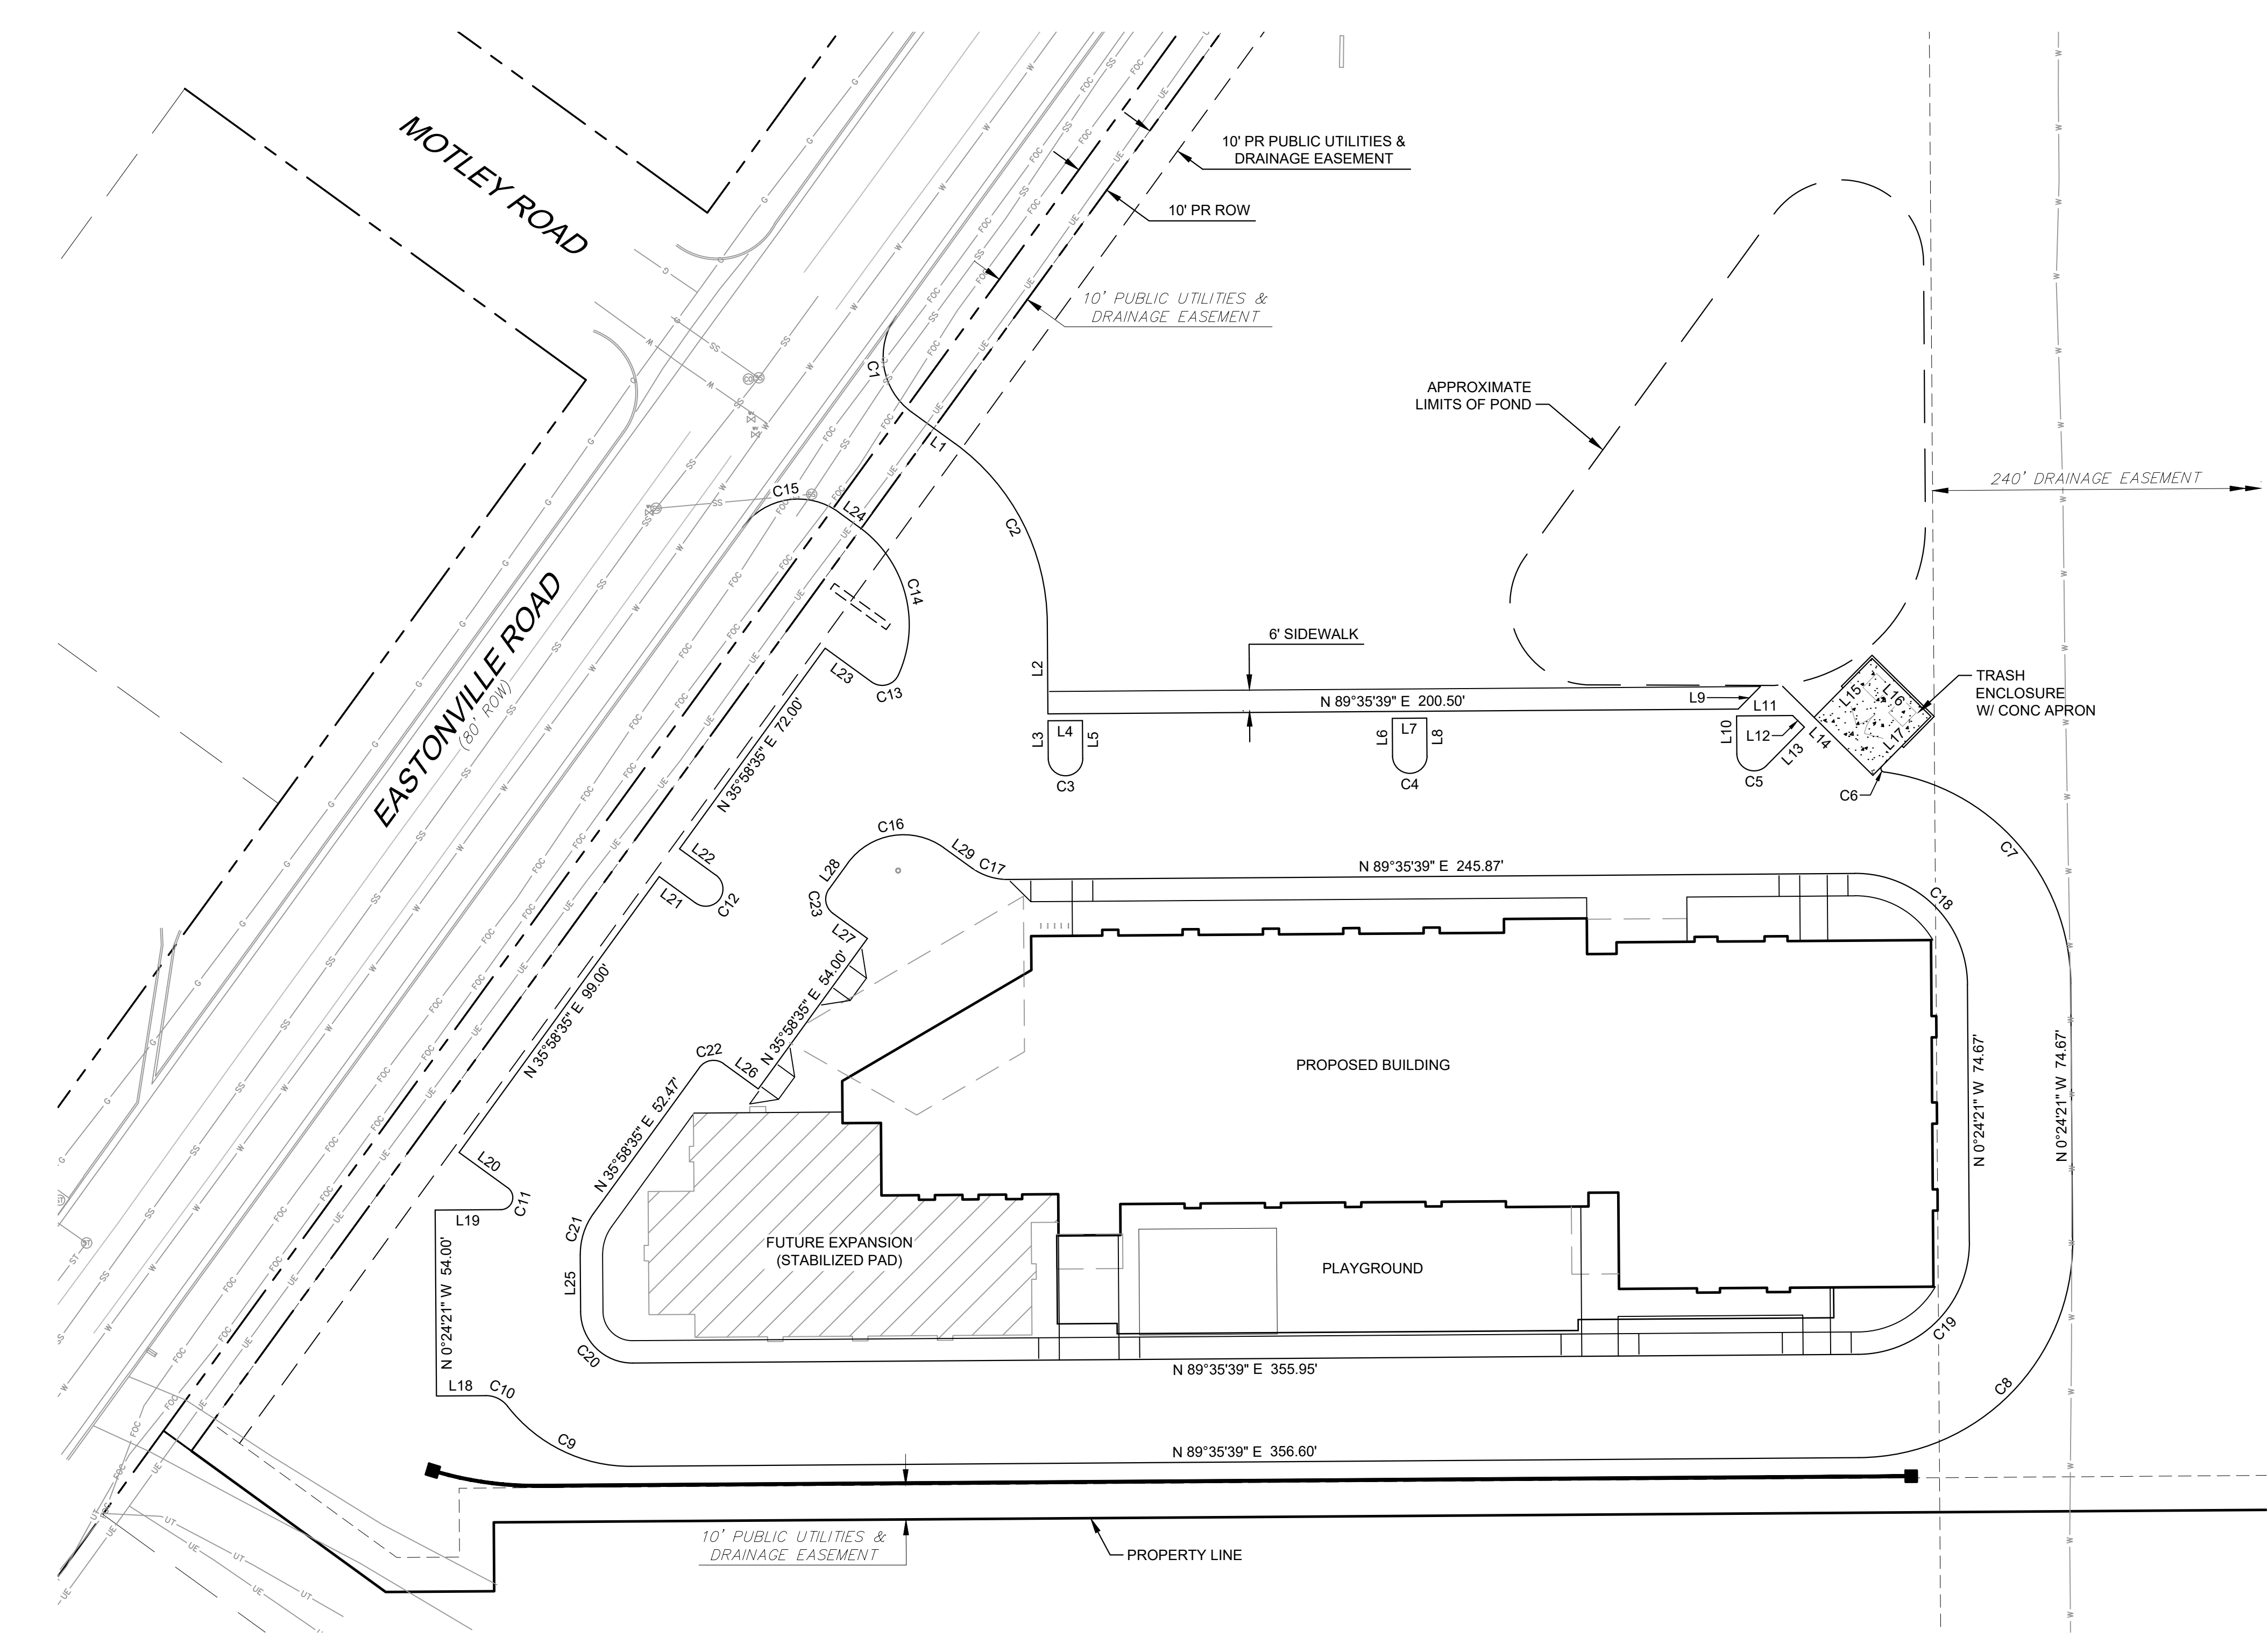 MOTLEY ROAD
10' PR PUBLIC UTILITIES &
DRAINAGE EASEMENT
10' PR ROW
10' PUBLIC UTILITIES &
DRAINAGE EASEMENT
APPROXIMATE
LIMITS OF POND
240' DRAINAGE EASEMENT
EASTONVILLE ROAD
(80' ROW)
C1
L1
C2
C15
L24
C14
L23
C13
L2
6' SIDEWALK
N 89°35'39" E 200.50'
L3
L4
L5
C3
L6
L7
L8
C4
L9
L10
L11
L12
L13
C5
L14
L15
L16
L17
C6
TRASH
ENCLOSURE
W/ CONC APRON
C7
N 35°58'35" E 72.00'
L22
L21
C12
C16
L28
L29
C17
C23
L27
N 89°35'39" E 245.87'
C18
N 35°58'35" E 99.00'
N 35°58'35" E 54.00'
C22
L26
N 35°58'35" E 52.47'
PROPOSED BUILDING
N 0°24'21" W 74.67'
N 0°24'21" W 74.67'
L20
C11
L19
C21
L25
FUTURE EXPANSION
(STABILIZED PAD)
PLAYGROUND
N 0°24'21" W 54.00'
C20
C19
C8
L18
C10
C9
N 89°35'39" E 355.95'
N 89°35'39" E 356.60'
10' PUBLIC UTILITIES &
DRAINAGE EASEMENT
PROPERTY LINE
G
W
SS
FOC
UE
UT
ST